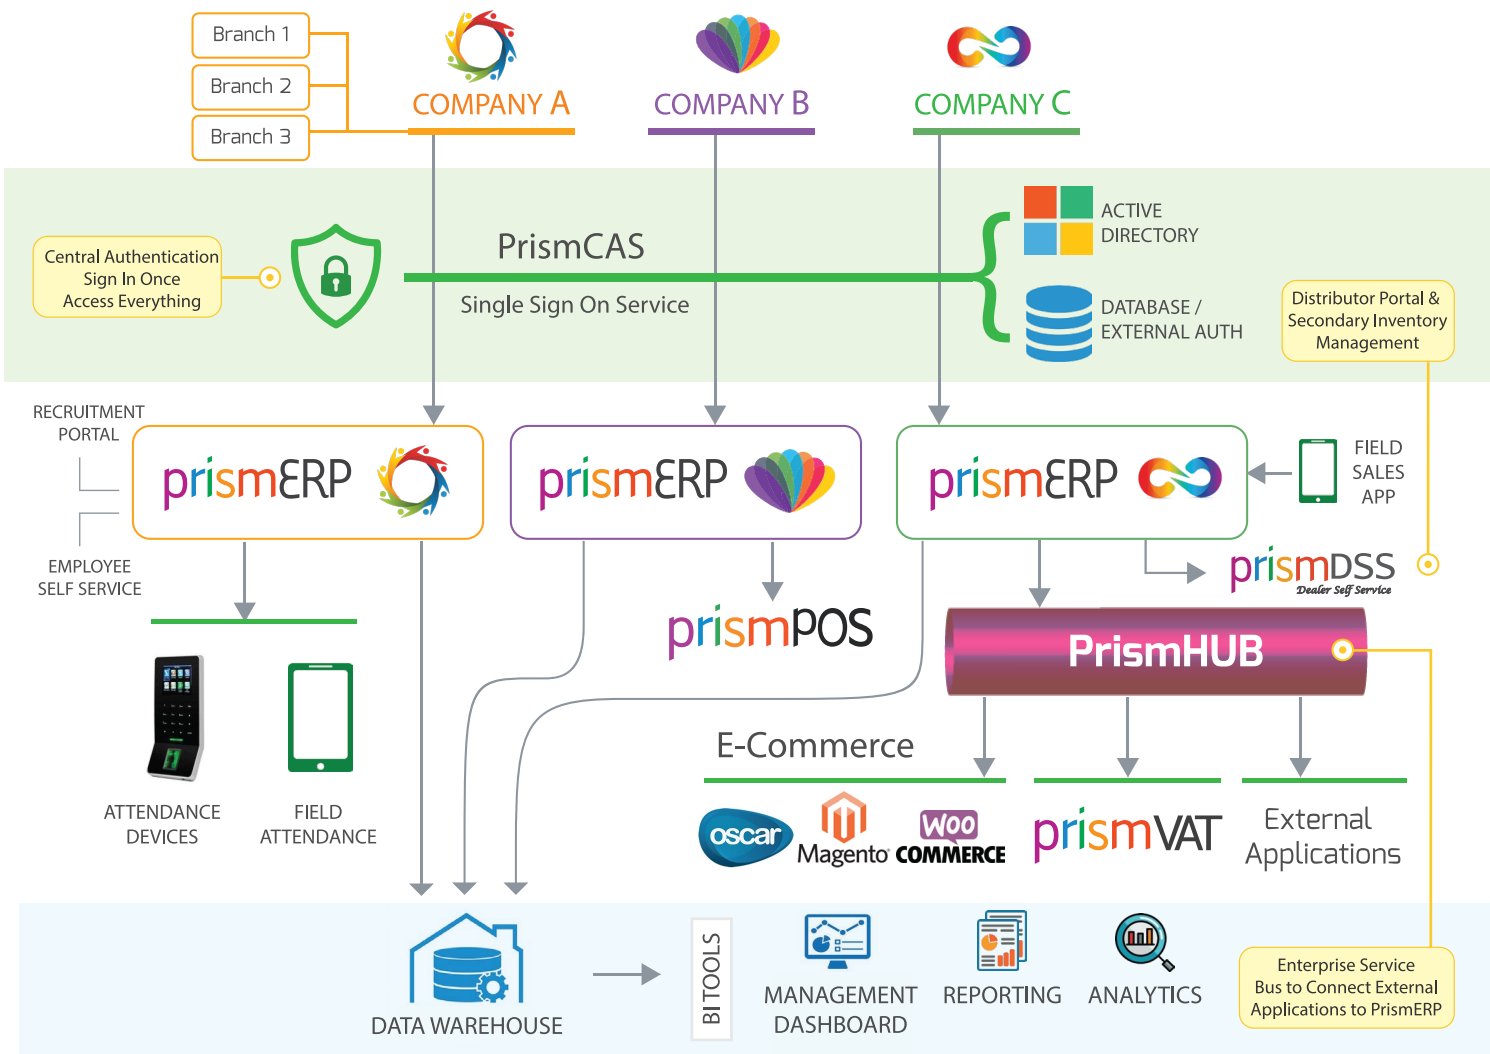 Branch 1
Branch 2
Branch 3
COMPANY A
COMPANY B
COMPANY C
Central Authentication
Sign In Once
Access Everything
PrismCAS
Single Sign On Service
ACTIVE
DIRECTORY
DATABASE /
EXTERNAL AUTH
Distributor Portal &
Secondary Inventory
Management
RECRUITMENT
PORTAL
EMPLOYEE
SELF SERVICE
prismERP
prismERP
prismERP
FIELD
SALES
APP
prismDSS
Dealer Self Service
prismPOS
PrismHUB
ATTENDANCE
DEVICES
FIELD
ATTENDANCE
E-Commerce
oscar
Magento
WOO
COMMERCE
prismVAT
External
Applications
DATA WAREHOUSE
BI TOOLS
MANAGEMENT
DASHBOARD
REPORTING
ANALYTICS
Enterprise Service
Bus to Connect External
Applications to PrismERP